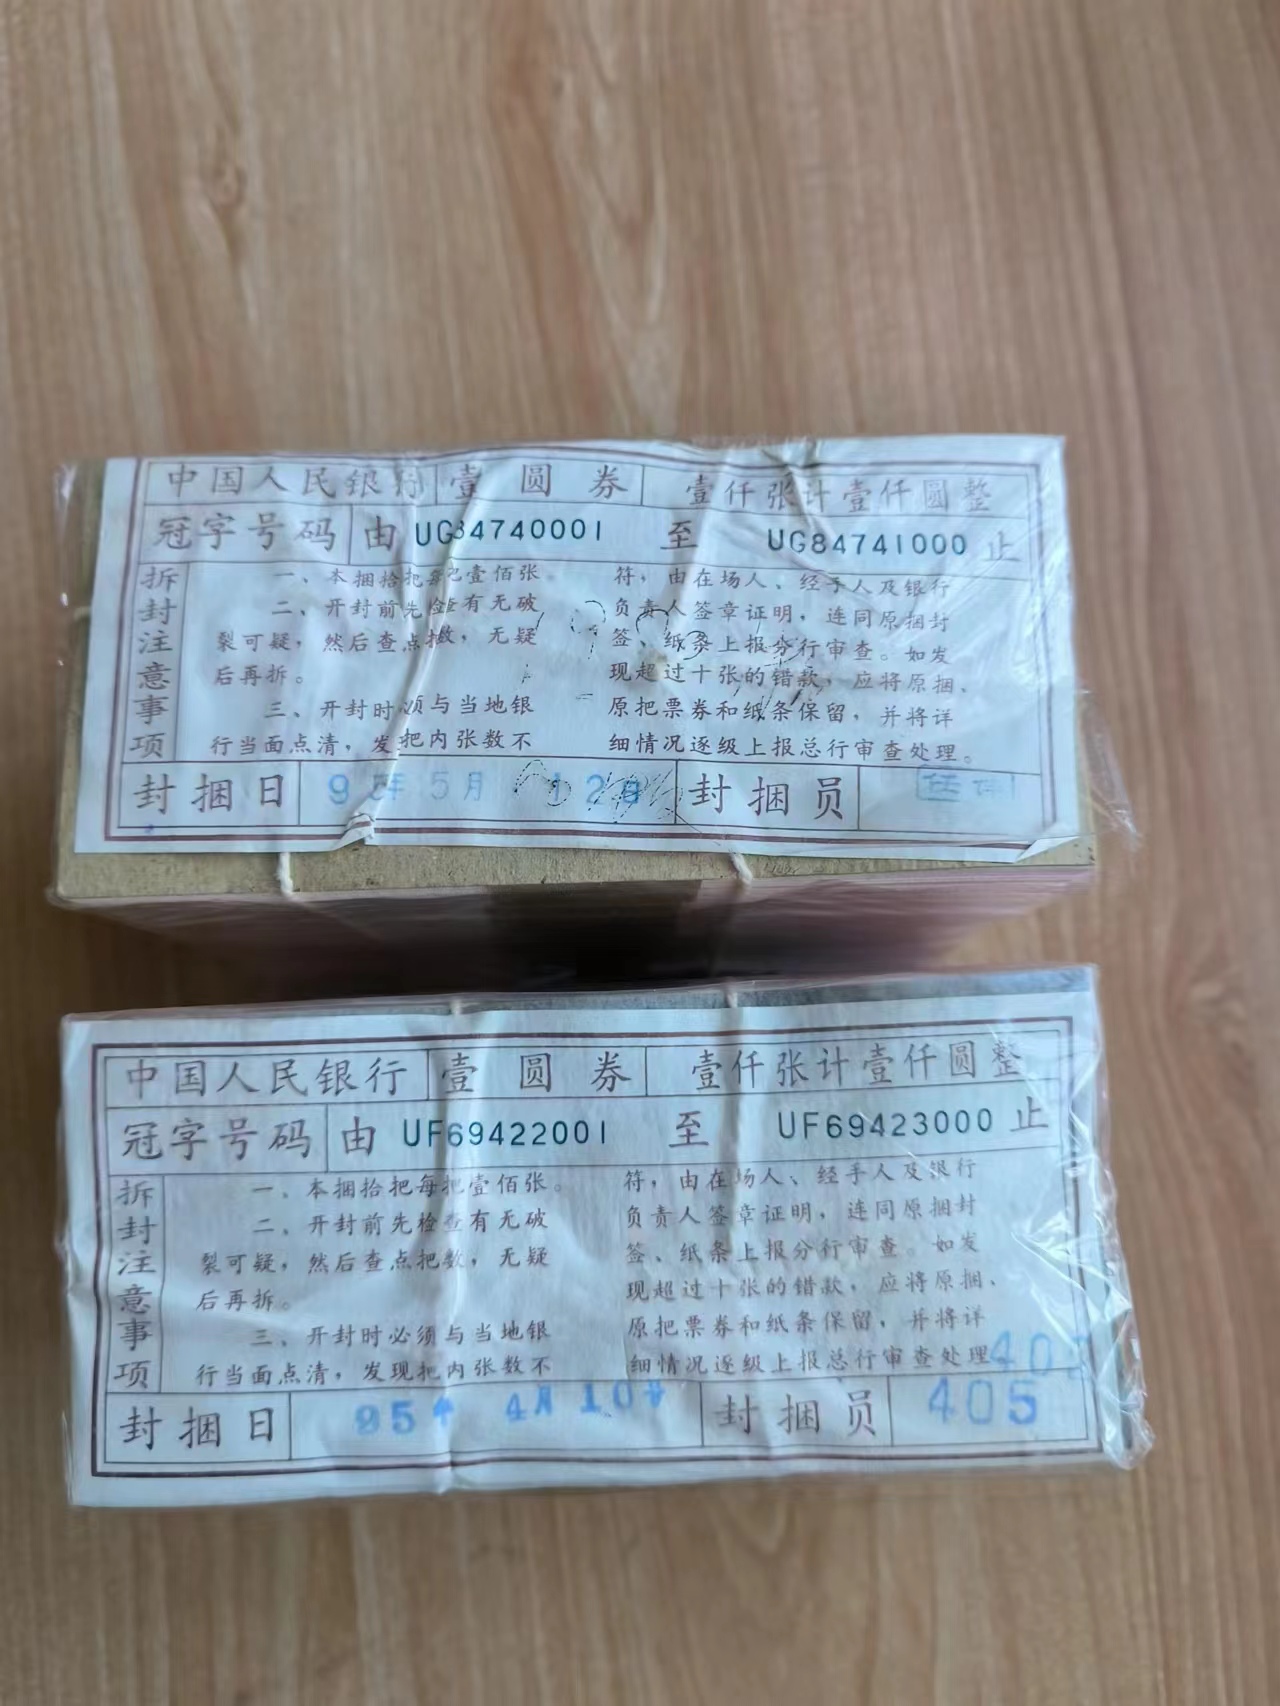 中国人民银行 壹圆券 壹仟张计壹仟圆整
冠字号码 由 UG84740001 至 UG84741000 止
拆封注意事项
一、本捆拾把每把壹佰张。
二、开封前先检查有无破
裂可疑，然后查点把数，无疑
后再拆。
三、开封时必须与当地银
行当面点清，发现把内张数不
符，由在场人、经手人及银行
负责人签章证明，连同原捆封
签、纸条上报分行审查。如发
现超过十张的错款，应将原捆、
原把票券和纸条保留，并将详
细情况逐级上报总行审查处理。
封捆日 95年5月12日 封捆员
中国人民银行 壹圆券 壹仟张计壹仟圆整
冠字号码 由 UF69422001 至 UF69423000 止
拆封注意事项
一、本捆拾把每把壹佰张。
二、开封前先检查有无破
裂可疑，然后查点把数，无疑
后再拆。
三、开封时必须与当地银
行当面点清，发现把内张数不
符，由在场人、经手人及银行
负责人签章证明，连同原捆封
签、纸条上报分行审查。如发
现超过十张的错款，应将原捆、
原把票券和纸条保留，并将详
细情况逐级上报总行审查处理
封捆日 95年4月10日 封捆员 405